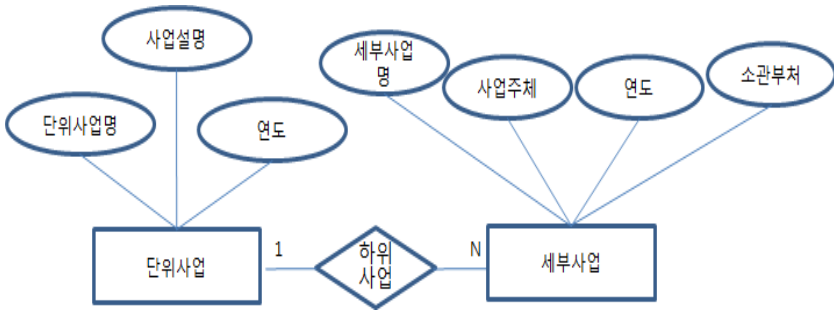 사업설명
세부사업
명
사업주체
연도
소관부처
단위사업명
연도
단위사업
1
하위
사업
N
세부사업